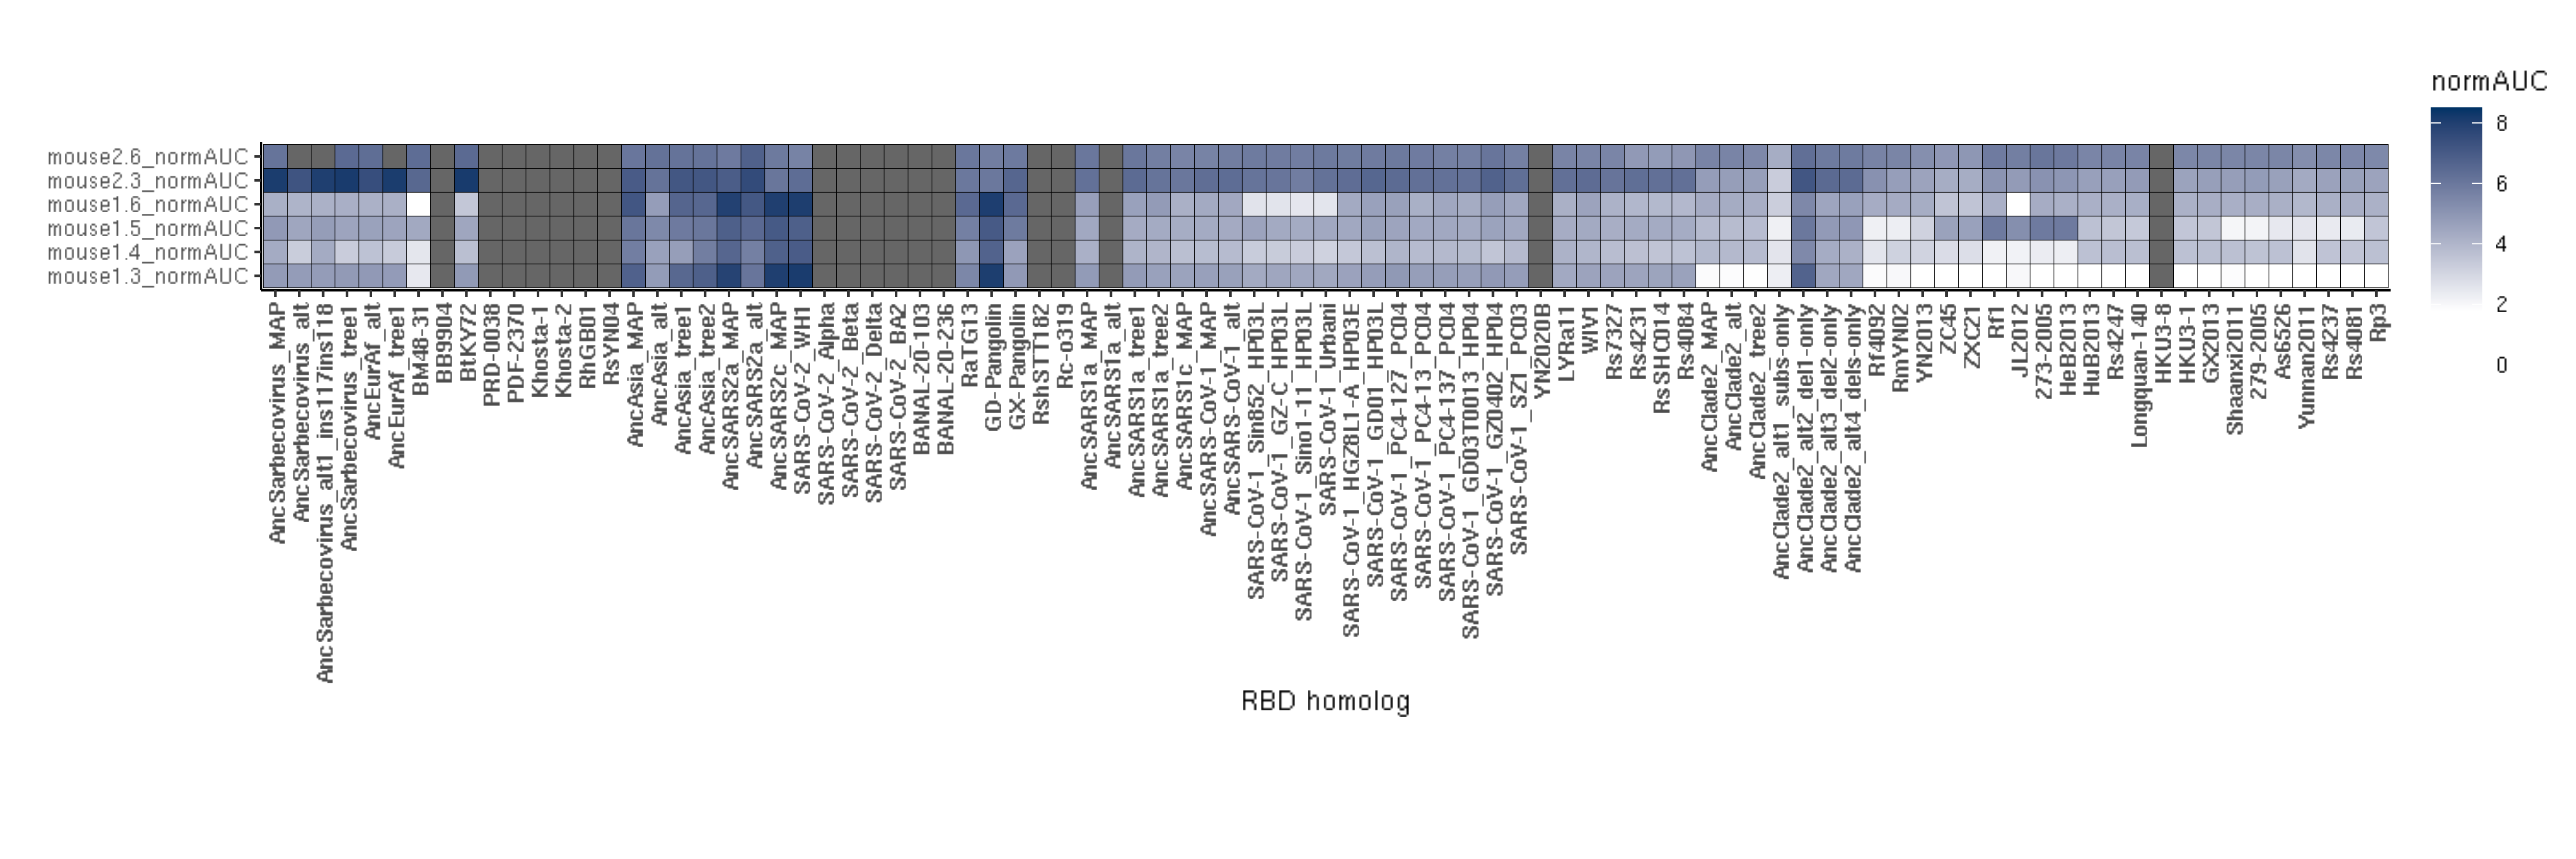 normAUC
8
6
4
2
0
mouse2.6_normAUC
mouse2.3_normAUC
mouse1.6_normAUC
mouse1.5_normAUC
mouse1.4_normAUC
mouse1.3_normAUC
AncSarbecovirus_MAP
AncSarbecovirus_alt
AncSarbecovirus_alt1_ins117ins118
AncSarbecovirus_tree1
AncEurAf_alt
AncEurAf_tree1
BM48-31
BB9904
BtKY72
PRD-0038
PDF-2370
Khosta-1
Khosta-2
RhGB01
RsYN04
AncAsia_MAP
AncAsia_alt
AncAsia_tree1
AncAsia_tree2
AncSARS2a_MAP
AncSARS2a_alt
AncSARS2c_MAP
SARS-CoV-2_WH1
SARS-CoV-2_Alpha
SARS-CoV-2_Beta
SARS-CoV-2_Delta
SARS-CoV-2_BA2
BANAL-20-103
BANAL-20-236
RaTG13
GD-Pangolin
GX-Pangolin
RshSTT182
Rc-o319
AncSARS1a_MAP
AncSARS1a_alt
AncSARS1a_tree1
AncSARS1a_tree2
AncSARS1c_MAP
AncSARS-CoV-1_MAP
AncSARS-CoV-1_alt
SARS-CoV-1_Sin852_HP03L
SARS-CoV-1_GZ-C_HP03L
SARS-CoV-1_Sino1-11_HP03L
SARS-CoV-1_Urbani
SARS-CoV-1_HGZ8L1-A_HP03E
SARS-CoV-1_GD01_HP03L
SARS-CoV-1_PC4-127_PC04
SARS-CoV-1_PC4-13_PC04
SARS-CoV-1_PC4-137_PC04
SARS-CoV-1_GD03T0013_HP04
SARS-CoV-1_GZ0402_HP04
SARS-CoV-1_SZ1_PC03
YN2020B
LYRa11
WIV1
Rs7327
Rs4231
RsSHC014
Rs4084
AncClade2_MAP
AncClade2_alt
AncClade2_tree2
AncClade2_alt1_subs-only
AncClade2_alt2_del1-only
AncClade2_alt3_del2-only
AncClade2_alt4_dels-only
Rf4092
RmYN02
YN2013
ZC45
ZXC21
Rf1
JL2012
273-2005
HeB2013
HuB2013
Rs4247
Longquan-140
HKU3-8
HKU3-1
GX2013
Shaanxi2011
279-2005
As6526
Yunnan2011
Rs4237
Rs4081
Rp3
RBD homolog